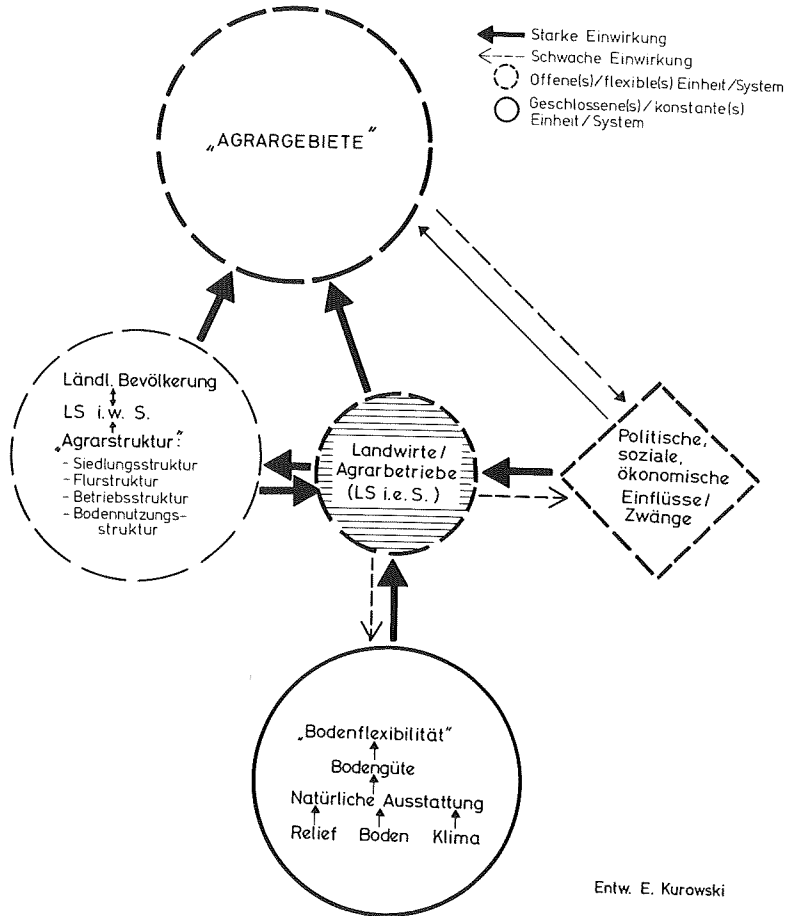 Starke Einwirkung
Schwache Einwirkung
Offene(s)/flexible(s) Einheit/System
Geschlossene(s)/konstante(s)
Einheit/System
„AGRARGEBIETE“
Ländl. Bevölkerung
LS i.w. S.
„Agrarstruktur“:
- Siedlungsstruktur
- Flurstruktur
- Betriebsstruktur
- Bodennutzungs-
struktur
Landwirte/
Agrarbetriebe
(LS i.e. S.)
Politische,
soziale,
ökonomische
Einflüsse/
Zwänge
„Bodenflexibilität“
Bodengüte
Natürliche Ausstattung
Relief Boden Klima
Entw. E. Kurowski